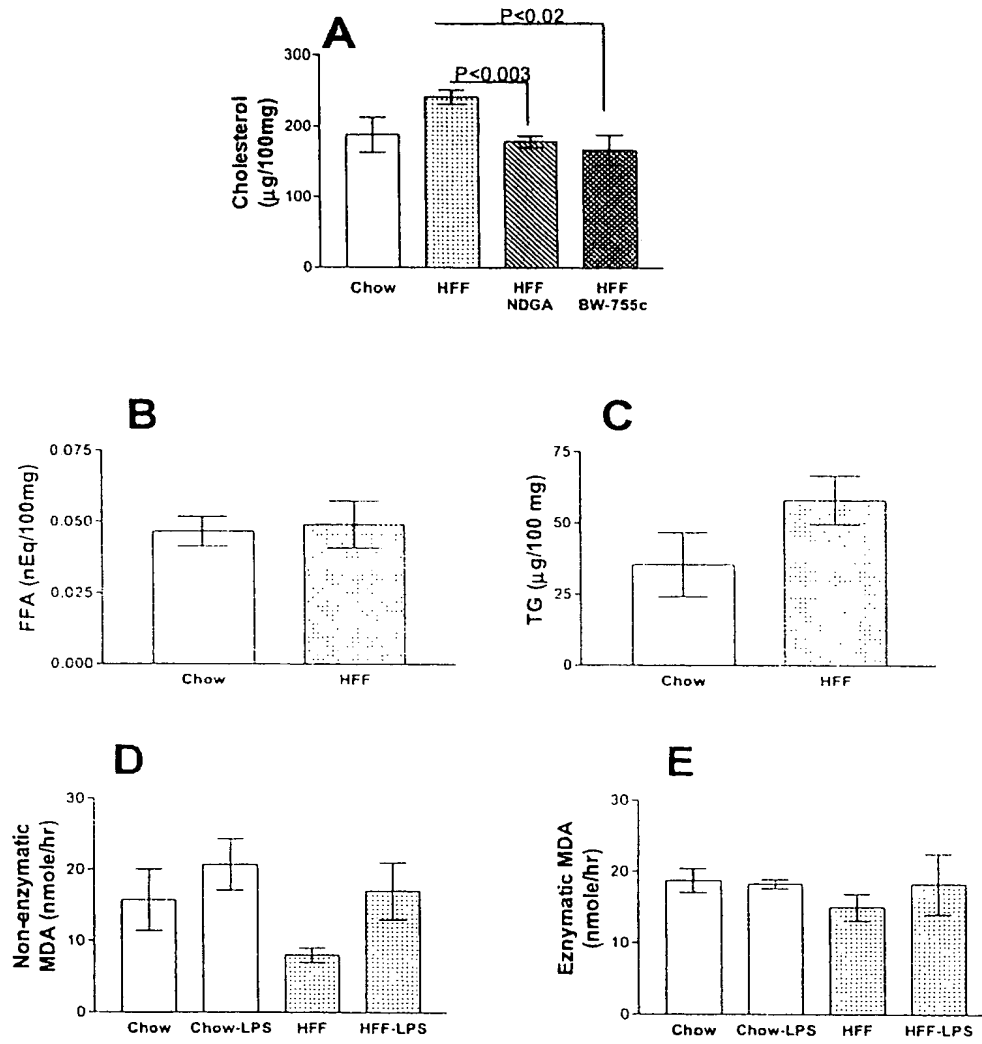 A
P<0.02
P<0.003
Cholesterol
(µg/100mg)
300
200
100
0
Chow
HFF
HFF
NDGA
HFF
BW-755c
B
FFA (nEq/100mg)
0.075
0.050
0.025
0.000
Chow
HFF
C
TG (µg/100 mg)
75
50
25
0
Chow
HFF
D
Non-enzymatic
MDA (nmole/hr)
30
20
10
0
Chow
Chow-LPS
HFF
HFF-LPS
E
Eznymatic MDA
(nmole/hr)
30
20
10
0
Chow
Chow-LPS
HFF
HFF-LPS